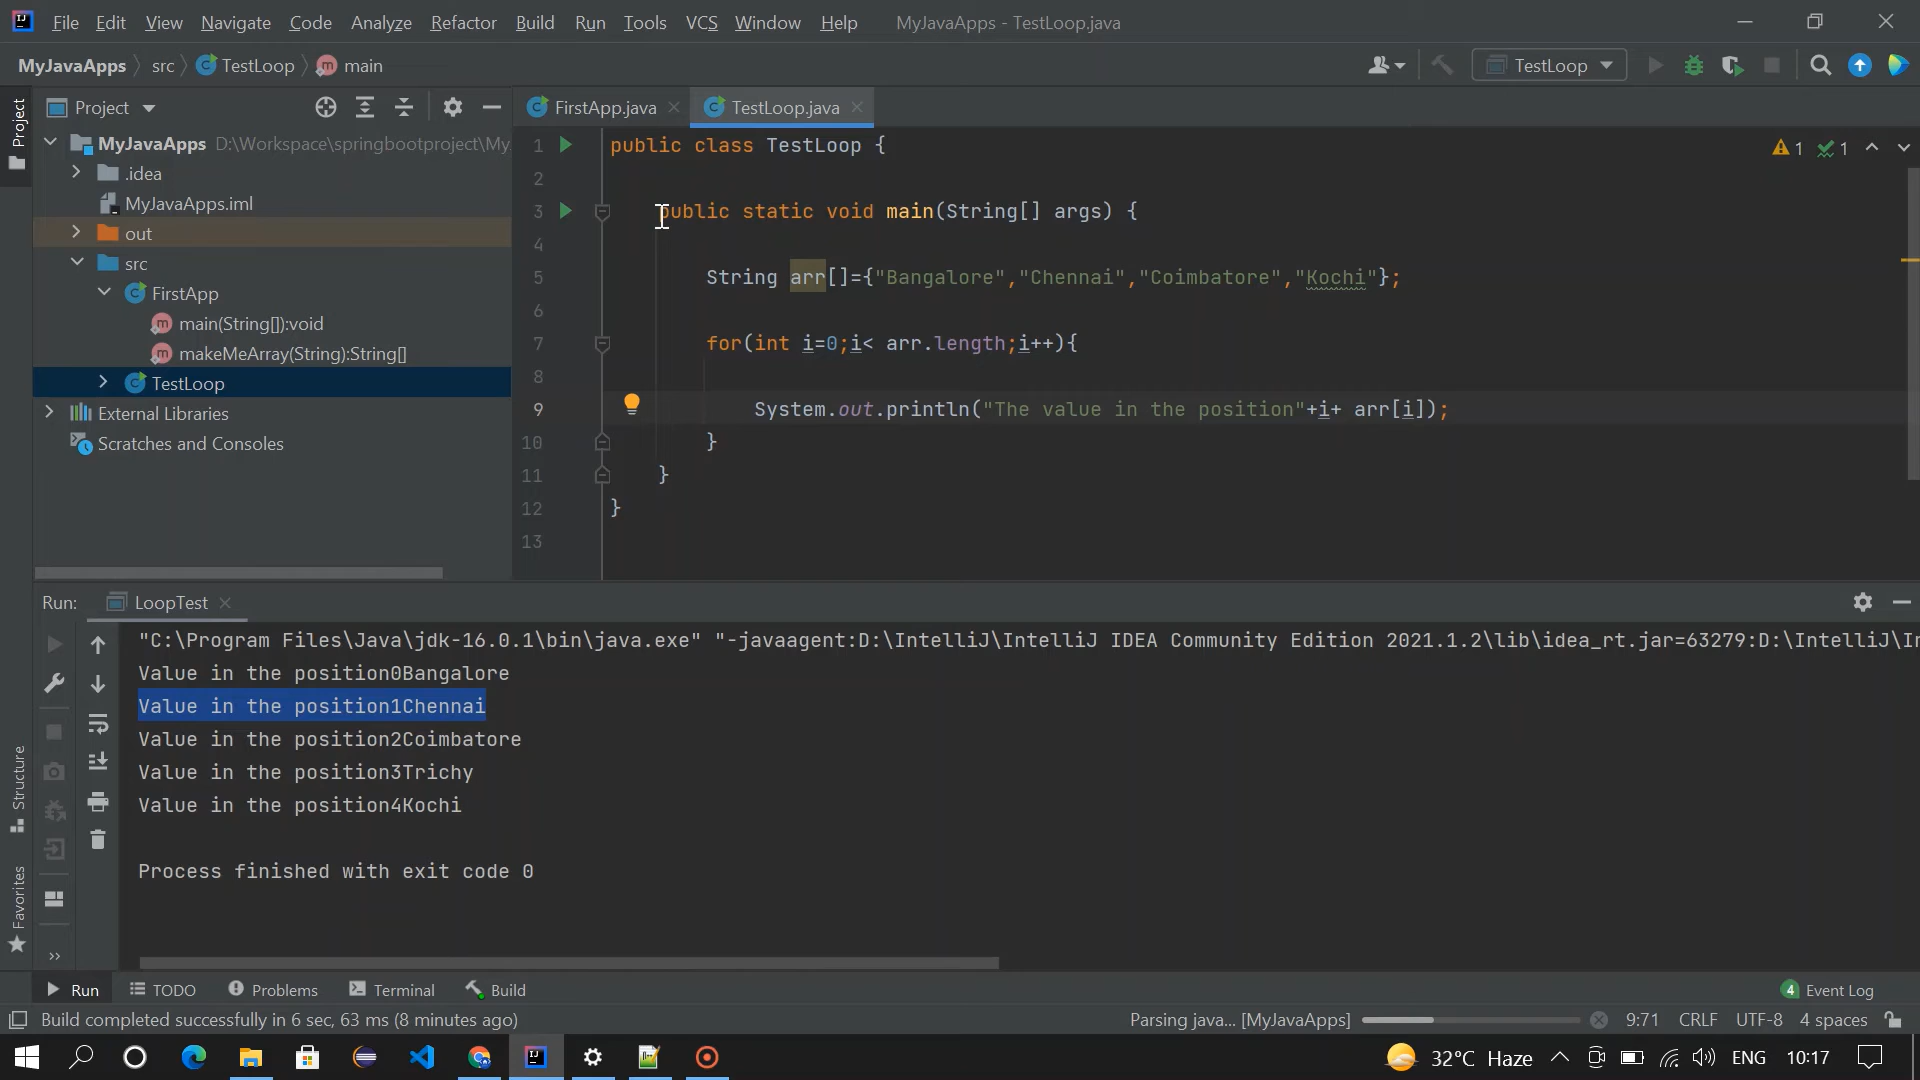 File Edit View Navigate Code Analyze Refactor Build Run Tools VCS Window Help MyJavaApps - TestLoop.java
MyJavaApps src TestLoop main TestLoop
Project
Project
FirstApp.java TestLoop.java
MyJavaApps D:\Workspace\springbootproject\My
.idea
MyJavaApps.iml
out
src
FirstApp
main(String[]):void
makeMeArray(String):String[]
TestLoop
External Libraries
Scratches and Consoles
1 public class TestLoop {
2
3 public static void main(String[] args) {
4
5 String arr[]={"Bangalore","Chennai","Coimbatore","Kochi"};
6
7 for(int i=0;i< arr.length;i++){
8
9 System.out.println("The value in the position"+i+ arr[i]);
10 }
11 }
12 }
13
1 1
Run: LoopTest
"C:\Program Files\Java\jdk-16.0.1\bin\java.exe" "-javaagent:D:\IntelliJ\IntelliJ IDEA Community Edition 2021.1.2\lib\idea_rt.jar=63279:D:\IntelliJ\In
Value in the position0Bangalore
Value in the position1Chennai
Value in the position2Coimbatore
Value in the position3Trichy
Value in the position4Kochi
Process finished with exit code 0
Structure
Favorites
Run TODO Problems Terminal Build 4 Event Log
Build completed successfully in 6 sec, 63 ms (8 minutes ago) Parsing java... [MyJavaApps] 9:71 CRLF UTF-8 4 spaces
32°C Haze ENG 10:17